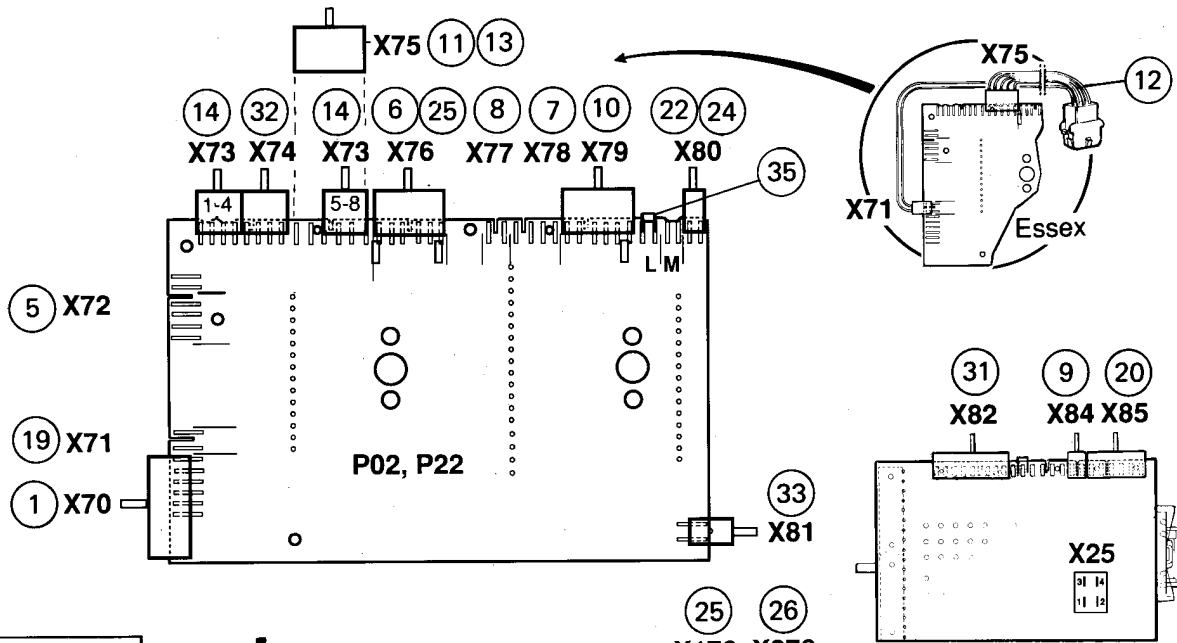 X75 11 13
X75
12
14 32 14 6 25 8 7 10 22 24
X73 X74 X73 X76 X77 X78 X79 X80
35
1-4 5-8
X71
Essex
L M
5 X72
31 9 20
X82 X84 X85
19 X71
P02, P22
1 X70
33
X81
X25
3 4
1 2
25 26